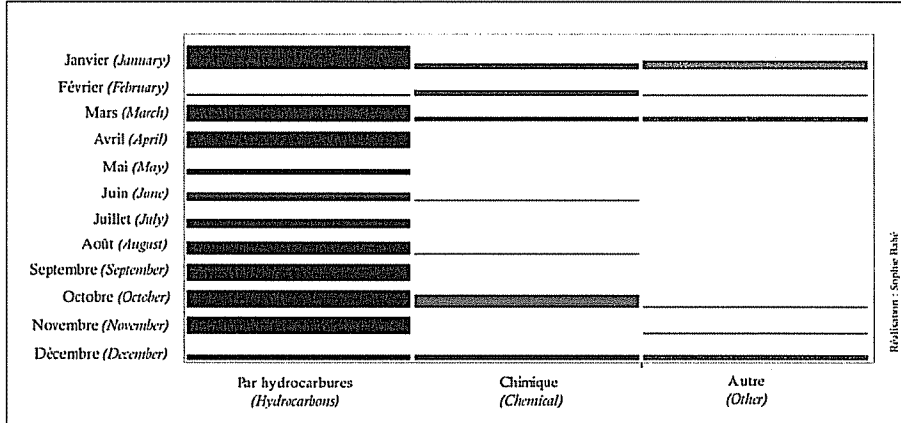 Janvier (January)
Février (February)
Mars (March)
Avril (April)
Mai (May)
Juin (June)
Juillet (July)
Août (August)
Septembre (September)
Octobre (October)
Novembre (November)
Décembre (December)
Par hydrocarbures
(Hydrocarbons)
Chimique
(Chemical)
Autre
(Other)
Réalisation : Sophie Bahé